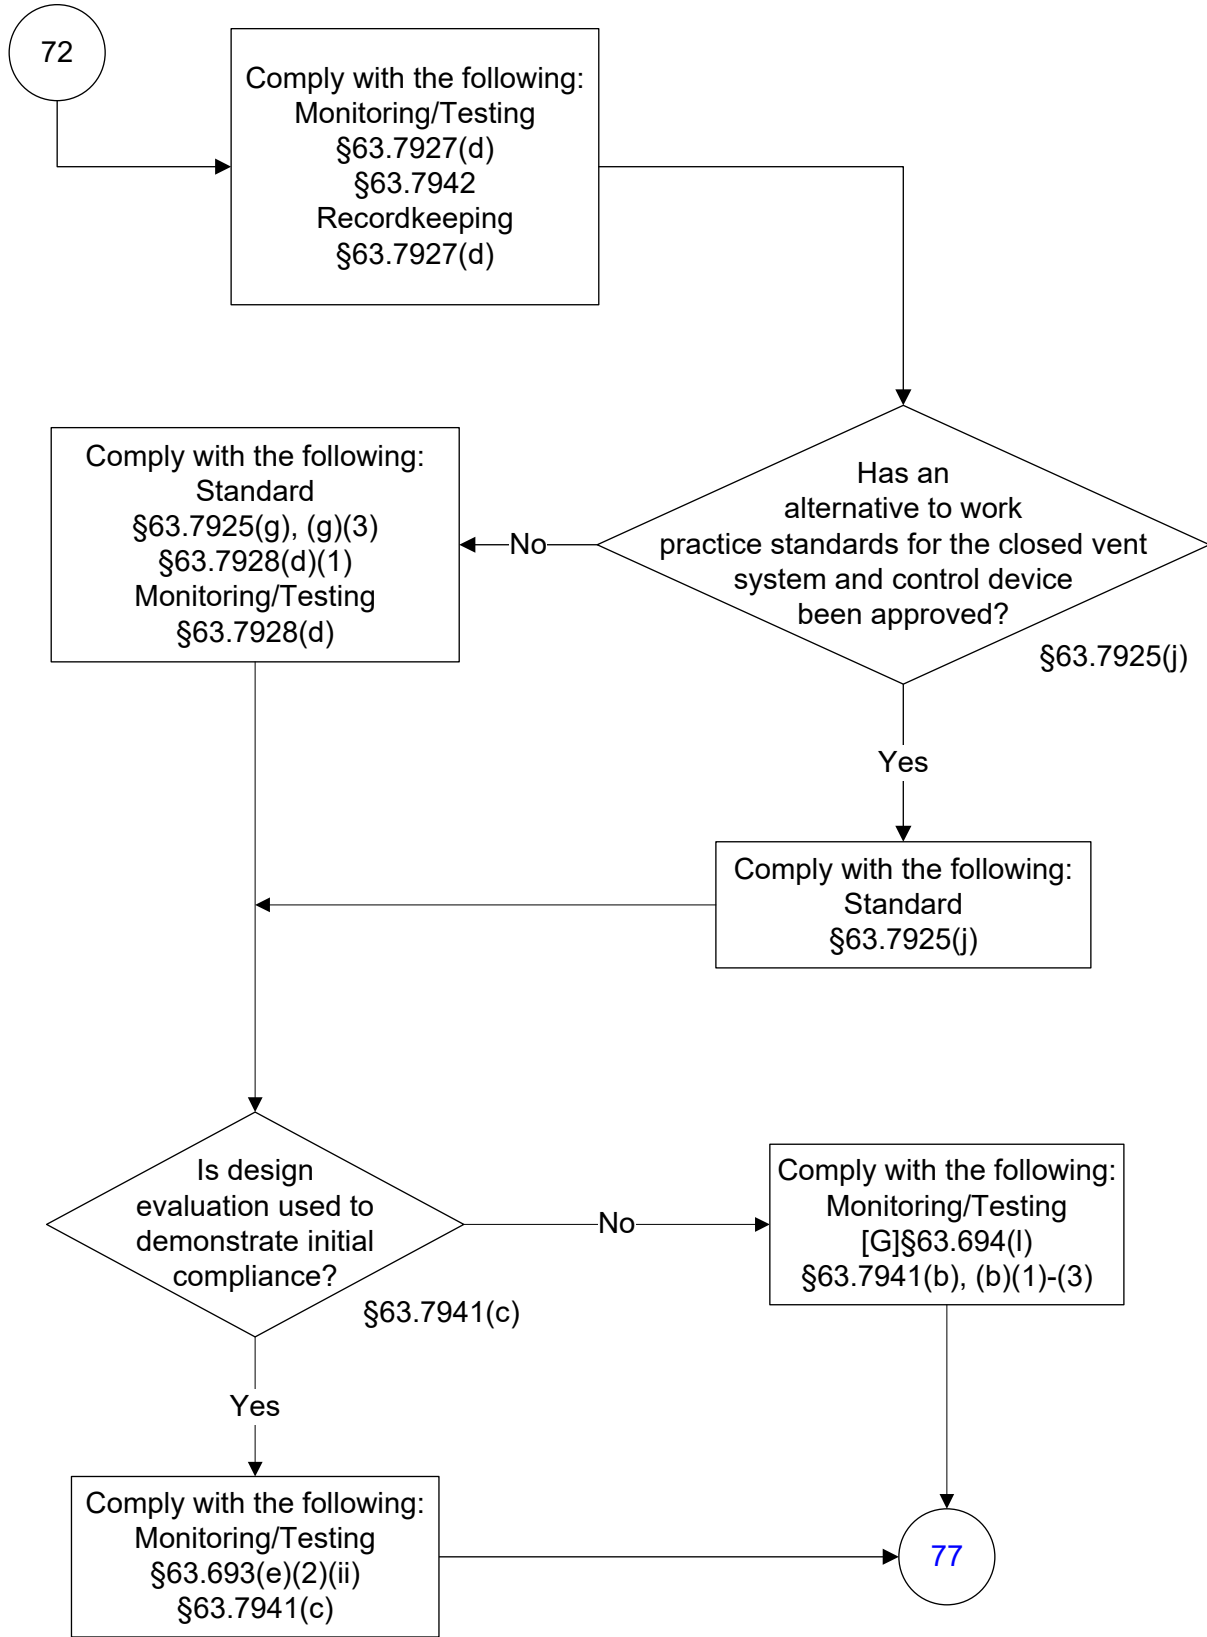 72
Comply with the following:
Monitoring/Testing
§63.7927(d)
§63.7942
Recordkeeping
§63.7927(d)
Has an
alternative to work
practice standards for the closed vent
system and control device
been approved?
§63.7925(j)
No
Comply with the following:
Standard
§63.7925(g), (g)(3)
§63.7928(d)(1)
Monitoring/Testing
§63.7928(d)
Yes
Comply with the following:
Standard
§63.7925(j)
Is design
evaluation used to
demonstrate initial
compliance?
§63.7941(c)
No
Comply with the following:
Monitoring/Testing
[G]§63.694(l)
§63.7941(b), (b)(1)-(3)
Yes
Comply with the following:
Monitoring/Testing
§63.693(e)(2)(ii)
§63.7941(c)
77